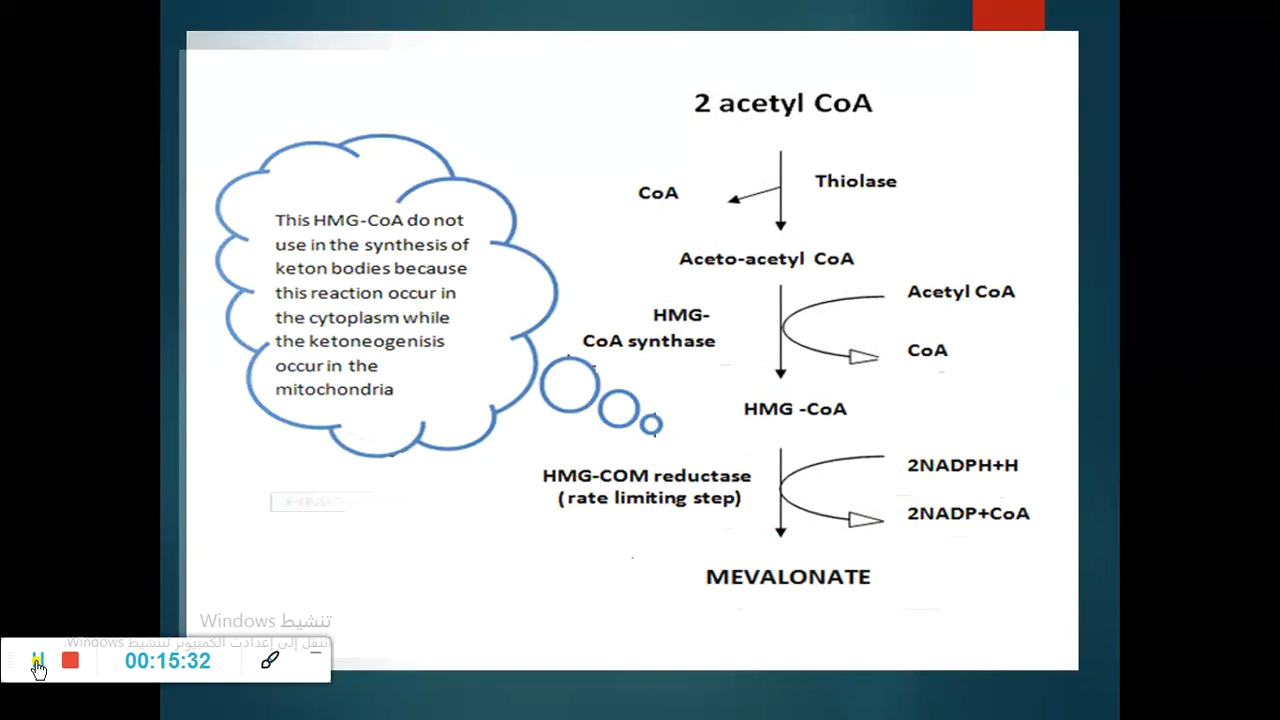 2 acetyl CoA
Thiolase
CoA
Aceto-acetyl CoA
Acetyl CoA
HMG-
CoA synthase
CoA
HMG -CoA
HMG-COM reductase
(rate limiting step)
2NADPH+H
2NADP+CoA
MEVALONATE
This HMG-CoA do not
use in the synthesis of
keton bodies because
this reaction occur in
the cytoplasm while
the ketoneogenisis
occur in the
mitochondria
تنشيط Windows
انتقل إلى إعدادات الكمبيوتر لتنشيط Windows.
00:15:32